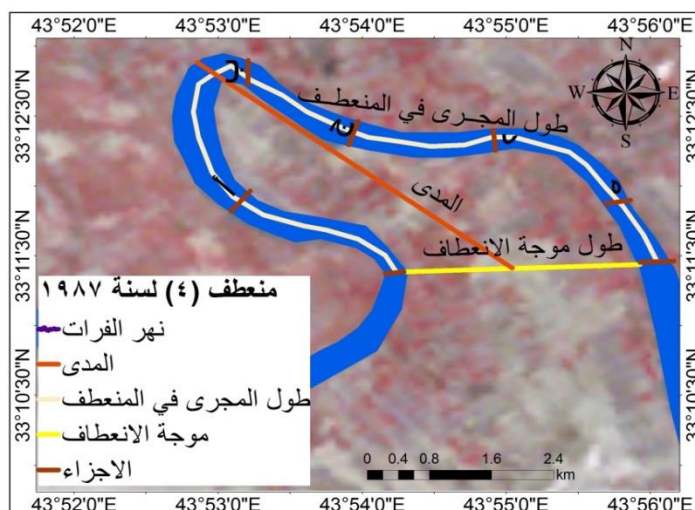 43°52'0"E 43°53'0"E 43°54'0"E 43°55'0"E 43°56'0"E
33°12'30"N
33°11'30"N
33°10'30"N
33°12'30"N
33°11'30"N
33°10'30"N
N
W E
S
طول المجرى في المنعطف
المدى
طول موجة الانعطاف
منعطف (٤) لسنة ١٩٨٧
نهر الفرات
المدى
طول المجرى في المنعطف
موجة الانعطاف
الاجزاء
0 0.4 0.8 1.6 2.4
km
43°52'0"E 43°53'0"E 43°54'0"E 43°55'0"E 43°56'0"E